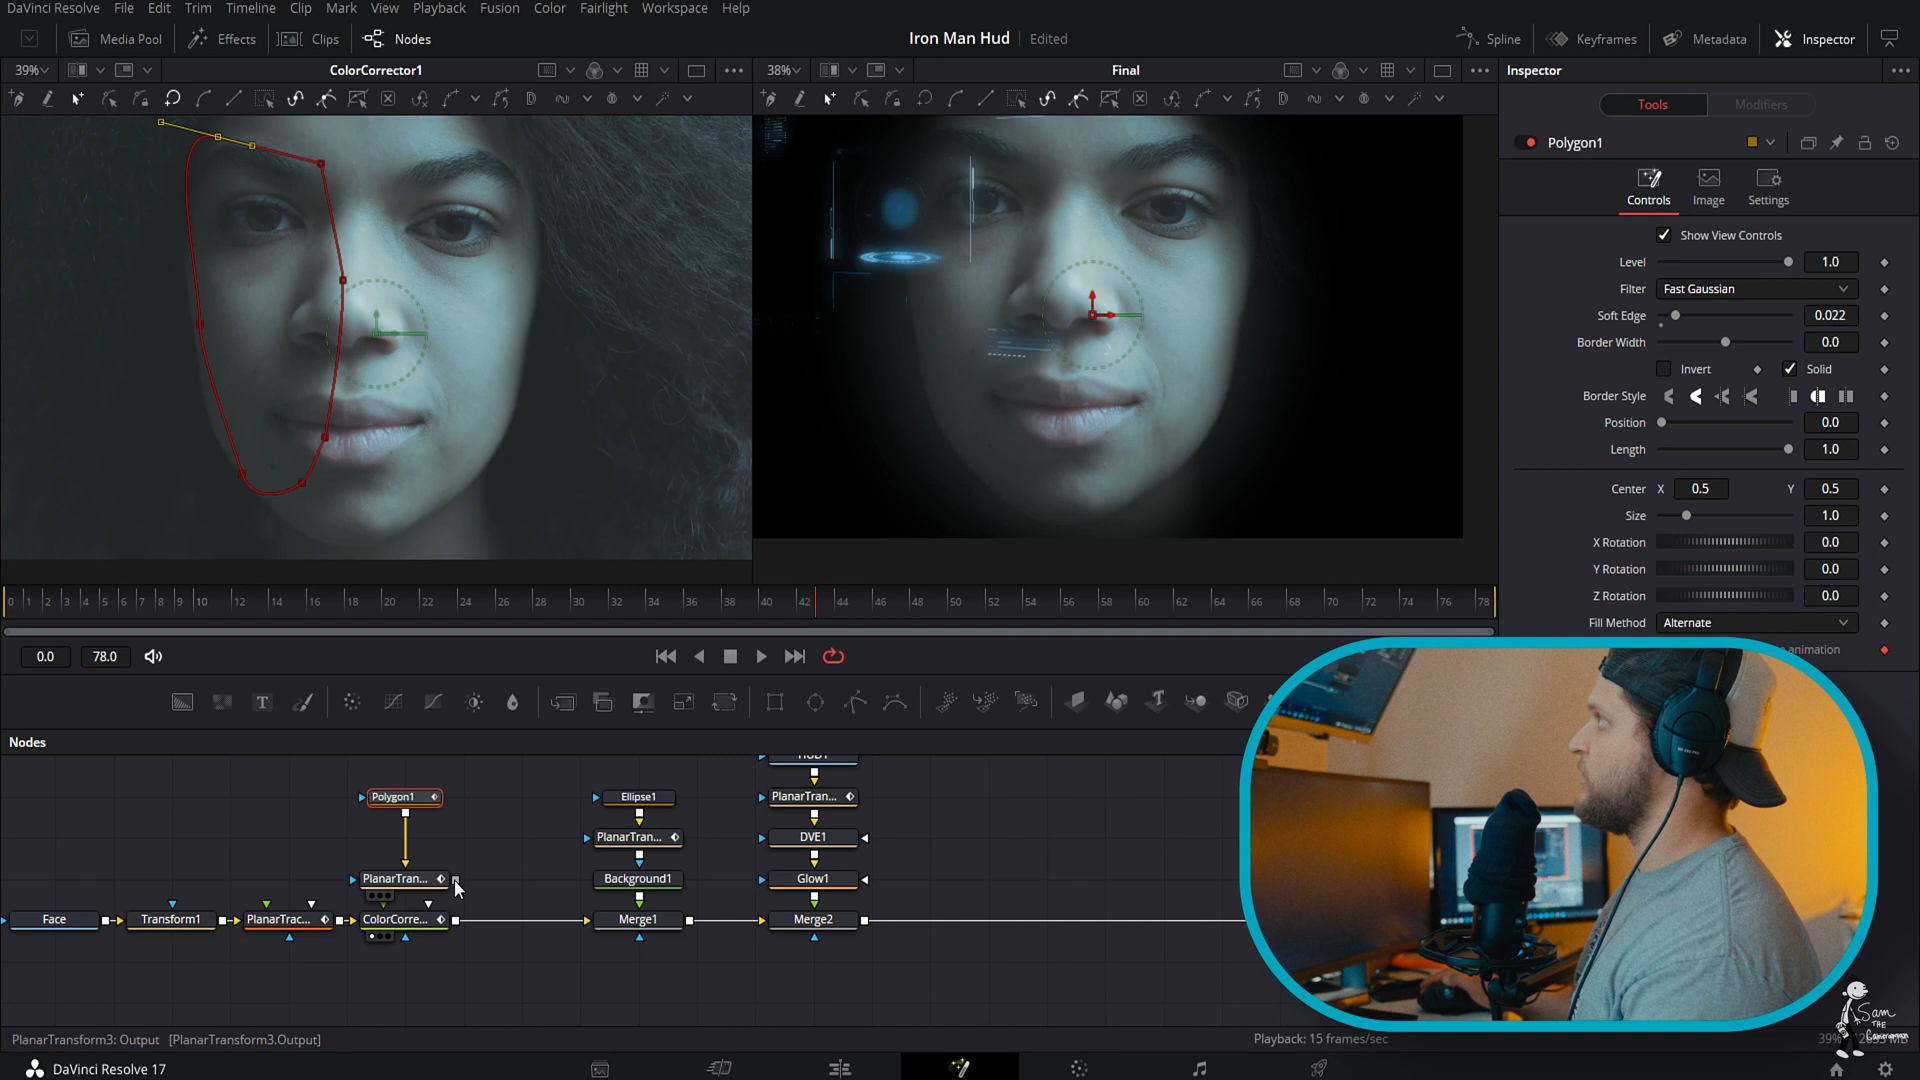 DaVinci Resolve File Edit Trim Timeline Clip Mark View Playback Fusion Color Fairlight Workspace Help
Media Pool Effects Clips Nodes Iron Man Hud Edited Spline Keyframes Metadata Inspector
39% ColorCorrector1 38% Final Inspector
Tools Modifiers
Polygon1
Controls Image Settings
Show View Controls
Level 1.0
Filter Fast Gaussian
Soft Edge 0.022
Border Width 0.0
Invert Solid
Border Style
Position 0.0
Length 1.0
Center X 0.5 Y 0.5
Size 1.0
X Rotation 0.0
Y Rotation 0.0
Z Rotation 0.0
Fill Method Alternate
animation
0 1 2 3 4 5 6 7 8 9 10 12 14 16 18 20 22 24 26 28 30 32 34 36 38 40 42 44 46 48 50 52 54 56 58 60 62 64 66 68 70 72 74 76 78
0.0 78.0
Nodes
Polygon1 Ellipse1 PlanarTran...
PlanarTran... DVE1
PlanarTran... Background1 Glow1
Face Transform1 PlanarTrac... ColorCorre... Merge1 Merge2
PlanarTransform3: Output [PlanarTransform3.Output] Playback: 15 frames/sec 39%
Sam
THE
Cameraman
DaVinci Resolve 17